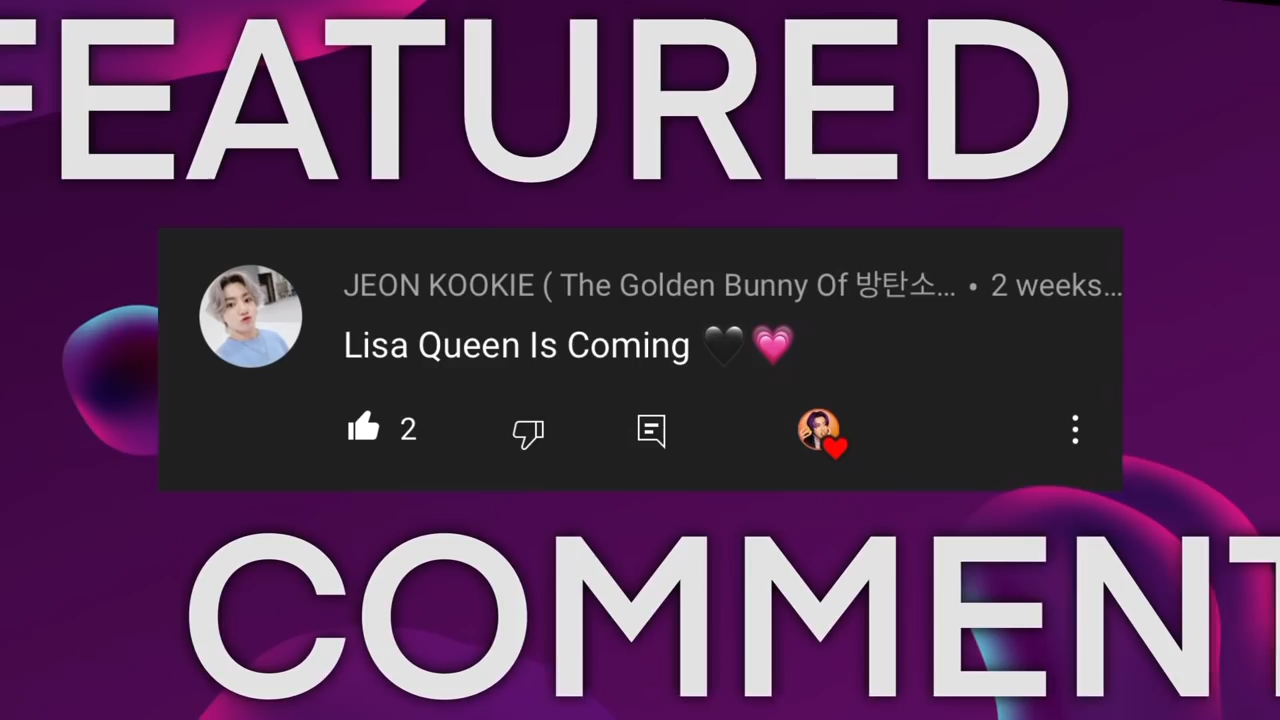 FEATURED
JEON KOOKIE ( The Golden Bunny Of 방탄소... • 2 weeks...
Lisa Queen Is Coming 🖤 💗
2
COMMENT